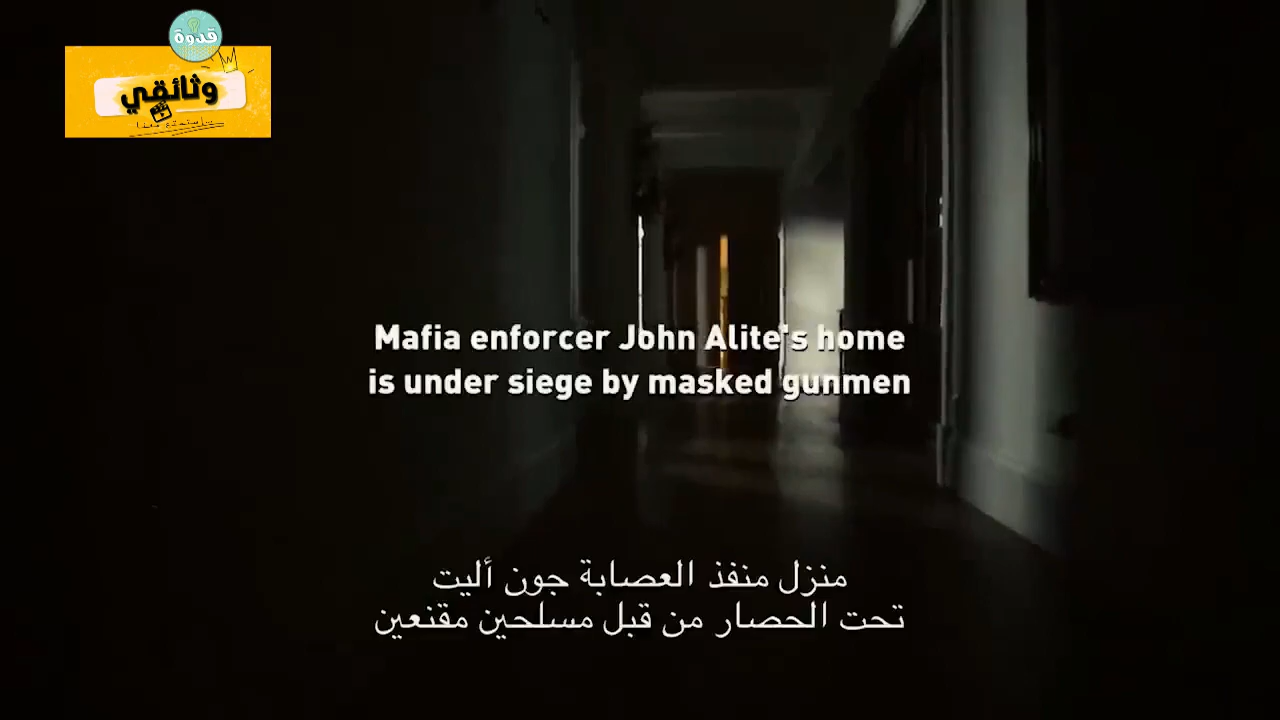 قدوة
وثائقي
Mafia enforcer John Alite's home
is under siege by masked gunmen
منزل منفذ العصابة جون أليت
تحت الحصار من قبل مسلحين مقنعين